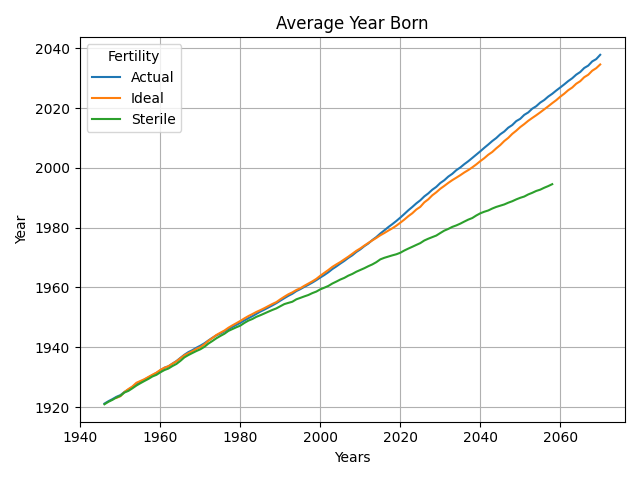 Average Year Born
Fertility
Actual
Ideal
Sterile
Year
2040
2020
2000
1980
1960
1940
1920
1940 1960 1980 2000 2020 2040 2060
Years